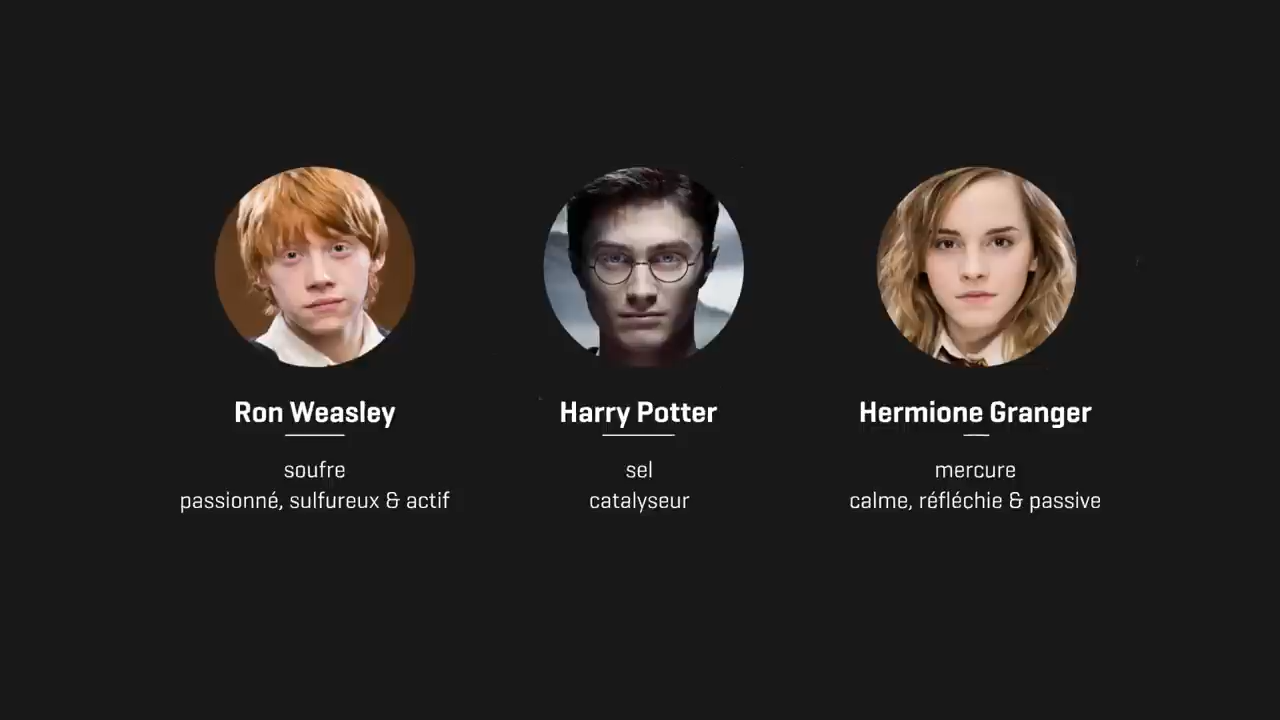 Ron Weasley
soufre
passionné, sulfureux & actif
Harry Potter
sel
catalyseur
Hermione Granger
mercure
calme, réfléchie & passive